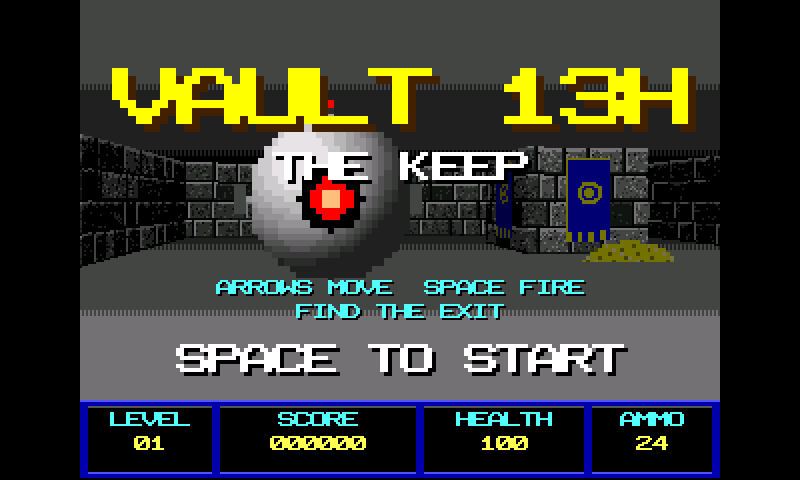 VAULT 13H
THE KEEP
ARROWS MOVE  SPACE FIRE
FIND THE EXIT
SPACE TO START
LEVEL SCORE HEALTH AMMO
01 000000 100 24